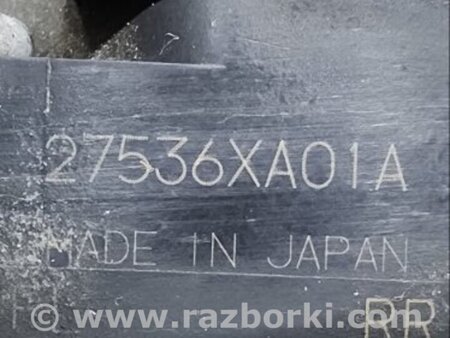 27536XA01A
MADE IN JAPAN
RR
© www.razborki.com